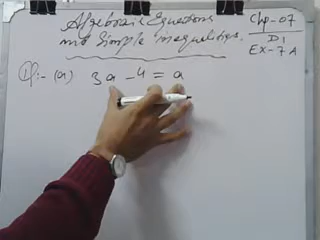 Algebraic Equations
and Simple Inequalities.
Chp-07
D1
EX-7A
(a) 3a - 4 = a